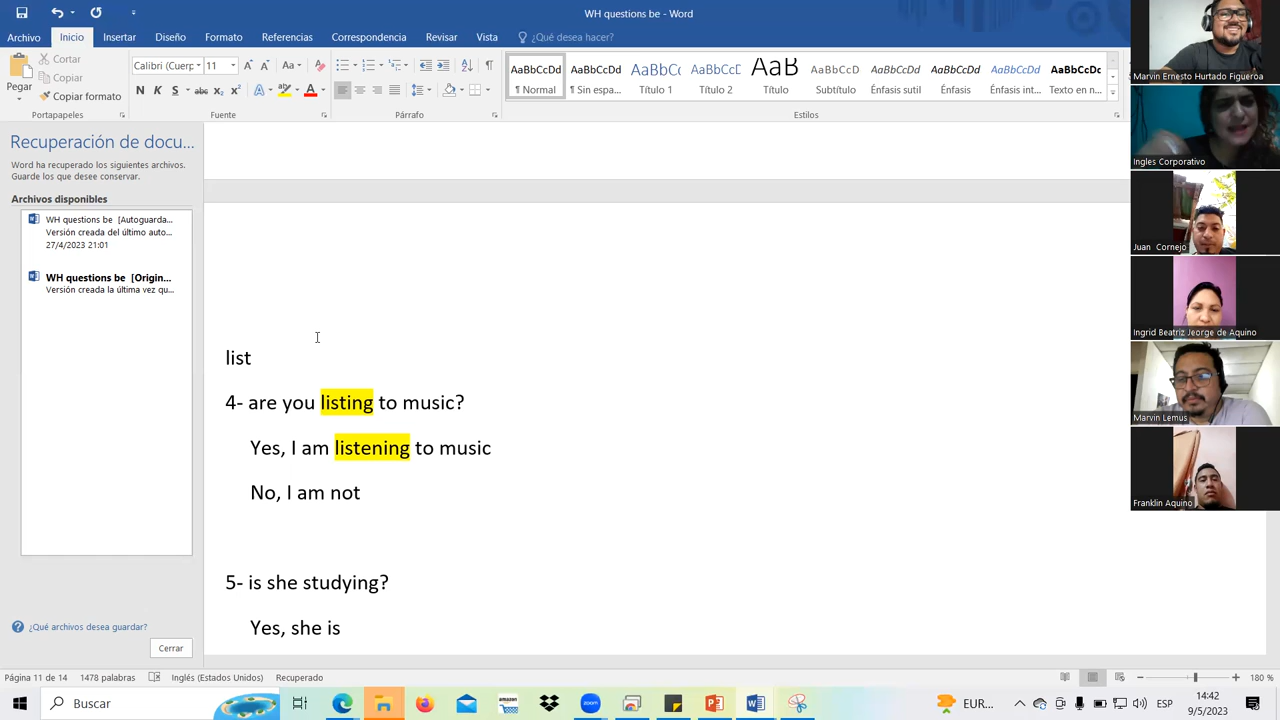 WH questions be - Word
Archivo Inicio Insertar Diseño Formato Referencias Correspondencia Revisar Vista ¿Qué desea hacer?
Pegar
Cortar
Copiar
Copiar formato
Portapapeles
Calibri (Cuerp 11
N K S abc x₂ x²
Fuente
Párrafo
AaBbCcDd AaBbCcDd AaBbCc AaBbCcD AaB AaBbCcD AaBbCcDd AaBbCcDd AaBbCcDd AaBbCcDc
¶ Normal ¶ Sin espa... Título 1 Título 2 Título Subtítulo Énfasis sutil Énfasis Énfasis int... Texto en n...
Estilos
Recuperación de docu...
Word ha recuperado los siguientes archivos.
Guarde los que desee conservar.
Archivos disponibles
WH questions be [Autoguarda...
Versión creada del último auto...
27/4/2023 21:01
WH questions be [Origin...
Versión creada la última vez qu...
¿Qué archivos desea guardar?
Cerrar
list
4- are you listing to music?
Yes, I am listening to music
No, I am not
5- is she studying?
Yes, she is
Marvin Ernesto Hurtado Figueroa
Ingles Corporativo
Juan Cornejo
Ingrid Beatriz Jeorge de Aquino
Marvin Lemus
Franklin Aquino
Página 11 de 14 1478 palabras Inglés (Estados Unidos) Recuperado
180 %
Buscar
amazon
zoom
EUR...
ESP
14:42
9/5/2023